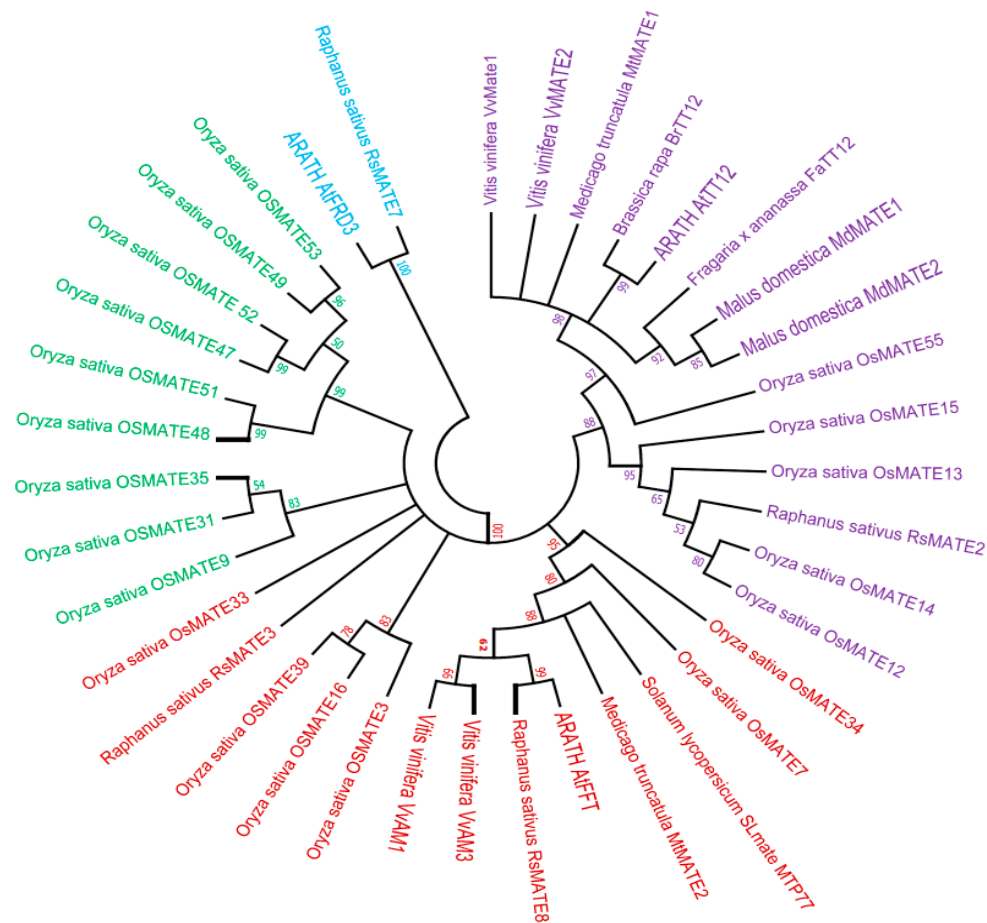 Raphanus sativus RsMATE7
ARATH AtFRD3
100
Vitis vinifera VvMate1
Vitis vinifera VvMATE2
Medicago truncatula MtMATE1
Brassica rapa BrTT12
ARATH AtTT12
99
Fragaria x ananassa FaTT12
Malus domestica MdMATE1
Malus domestica MdMATE2
85
92
98
Oryza sativa OsMATE55
97
88
Oryza sativa OsMATE15
Oryza sativa OsMATE13
Raphanus sativus RsMATE2
Oryza sativa OsMATE14
Oryza sativa OsMATE12
95
65
53
80
Oryza sativa OsMATE34
Oryza sativa OsMATE7
Solanum lycopersicum SLmate MTP77
Medicago truncatula MtMATE2
ARATH AtFFT
Raphanus sativus RsMATE8
Vitis vinifera VvAM3
Vitis vinifera VvAM1
95
80
88
62
99
99
100
Oryza sativa OSMATE3
Oryza sativa OSMATE16
Oryza sativa OSMATE39
83
78
Raphanus sativus RsMATE3
Oryza sativa OsMATE33
Oryza sativa OSMATE9
Oryza sativa OSMATE31
Oryza sativa OSMATE35
54
83
Oryza sativa OSMATE48
Oryza sativa OSMATE51
99
Oryza sativa OSMATE47
Oryza sativa OSMATE 52
99
Oryza sativa OSMATE49
Oryza sativa OSMATE53
96
50
99